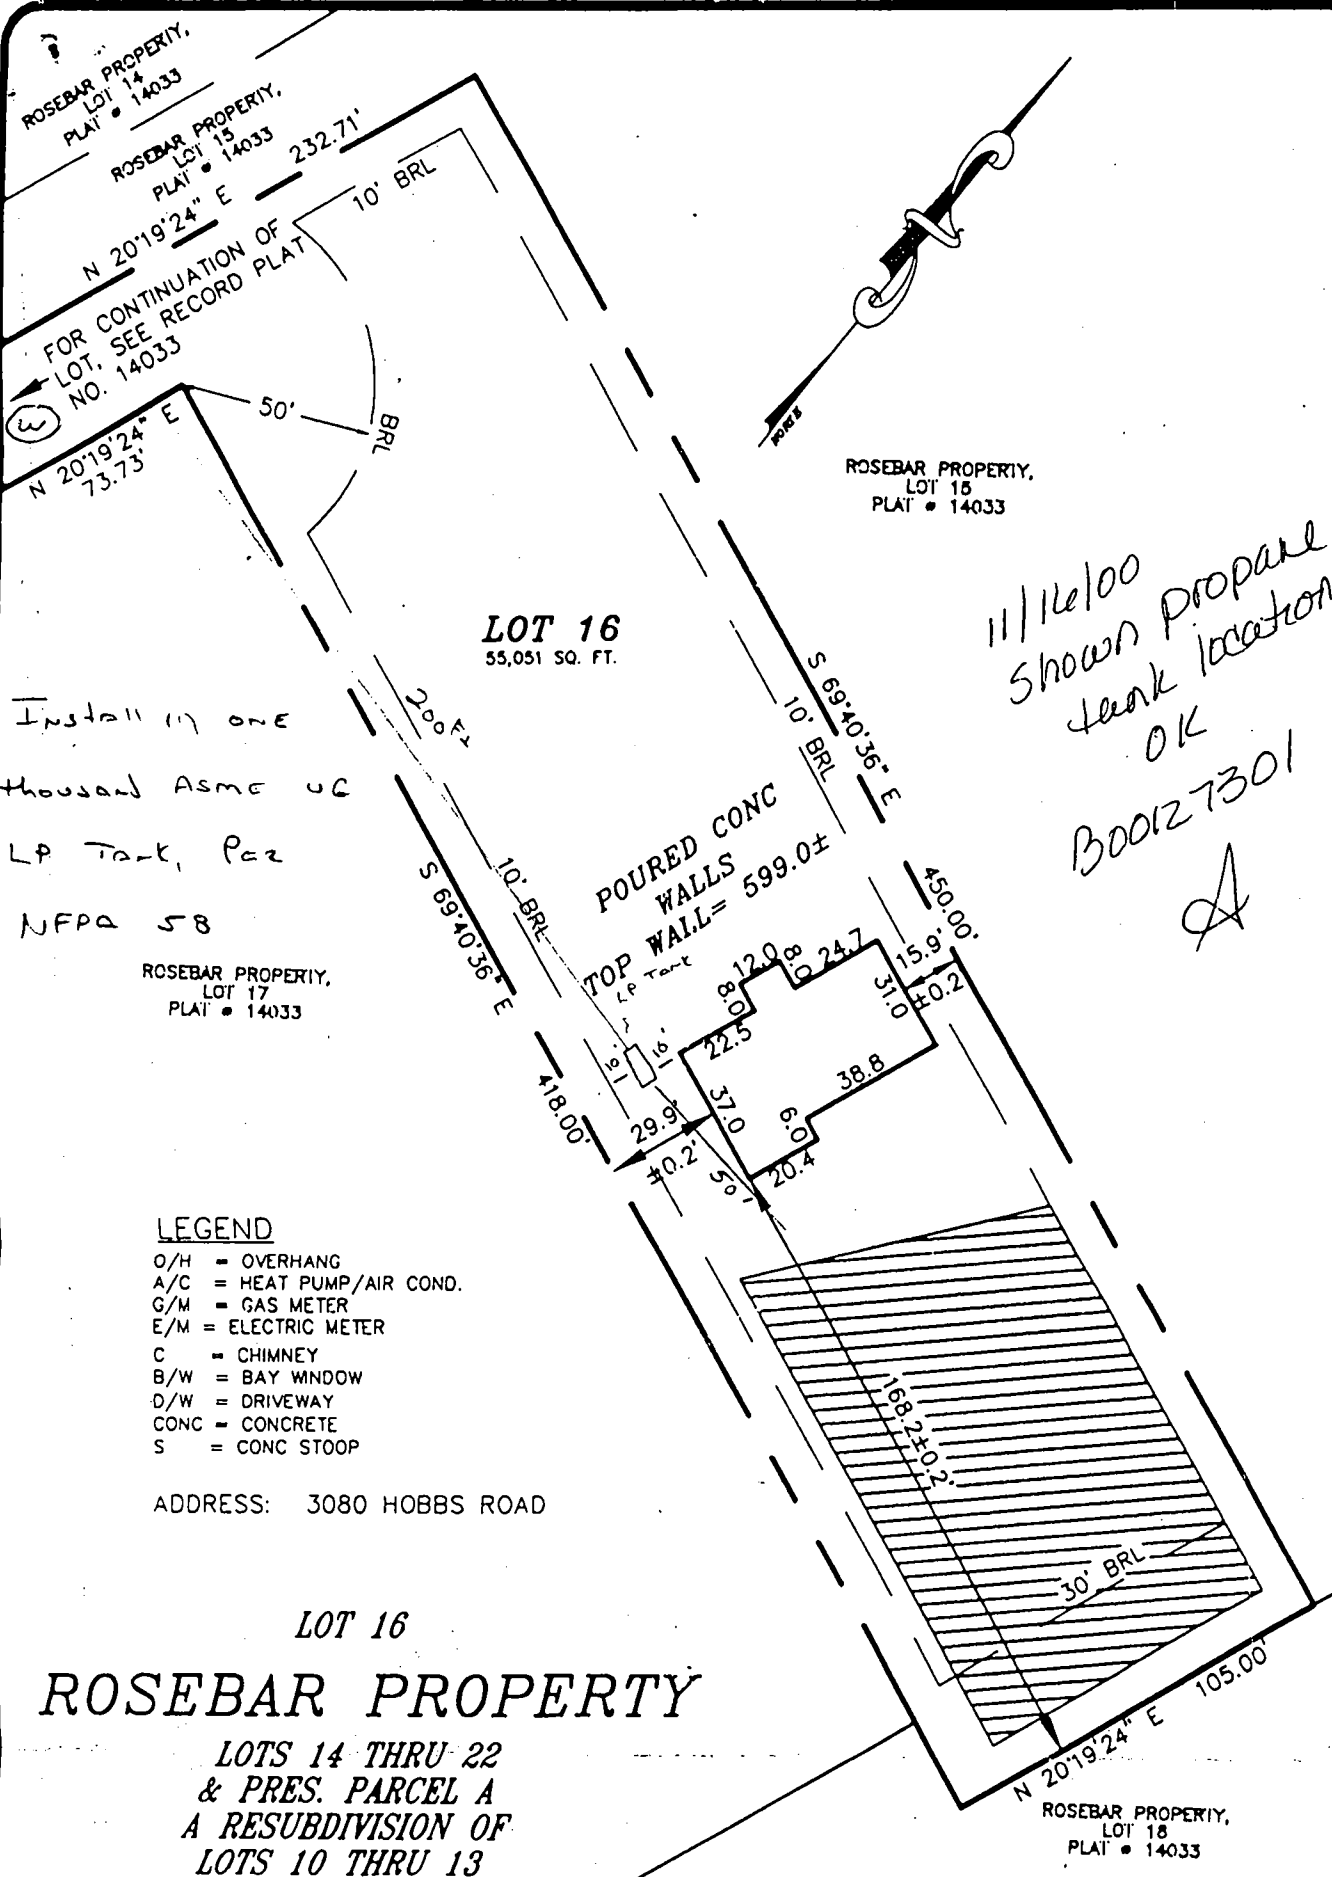 ROSEBAR PROPERTY,
LOT 14
PLAT # 14033
ROSEBAR PROPERTY,
LOT 15
PLAT # 14033
N 20°19'24" E 232.71'
10' BRL
FOR CONTINUATION OF
LOT, SEE RECORD PLAT
NO. 14033
W
50'
BRL
N 20°19'24" E
73.73'
NORTH
ROSEBAR PROPERTY,
LOT 15
PLAT # 14033
11/16/00
Shown propane
tank location
OK
B00127301
A
LOT 16
55,051 SQ. FT.
200 Ft
S 69°40'36" E
450.00'
10' BRL
Install (1) ONE
thousand ASME UG
LP Tank, Per
NFPA 58
ROSEBAR PROPERTY,
LOT 17
PLAT # 14033
S 69°40'36" E
418.00'
10' BRL
POURED CONC
WALLS
TOP WALL= 599.0±
LP Tank
12.0
8.0
24.7
8.0
22.5
15.9'
±0.2'
31.0
38.8
6.0
20.4
37.0
10'
16'
29.9'
±0.2'
50'
LEGEND
O/H = OVERHANG
A/C = HEAT PUMP/AIR COND.
G/M = GAS METER
E/M = ELECTRIC METER
C = CHIMNEY
B/W = BAY WINDOW
D/W = DRIVEWAY
CONC = CONCRETE
S = CONC STOOP
ADDRESS: 3080 HOBBS ROAD
168.2±0.2'
30' BRL
N 20°19'24" E 105.00'
ROSEBAR PROPERTY,
LOT 18
PLAT # 14033
LOT 16
ROSEBAR PROPERTY
LOTS 14 THRU 22
& PRES. PARCEL A
A RESUBDIVISION OF
LOTS 10 THRU 13